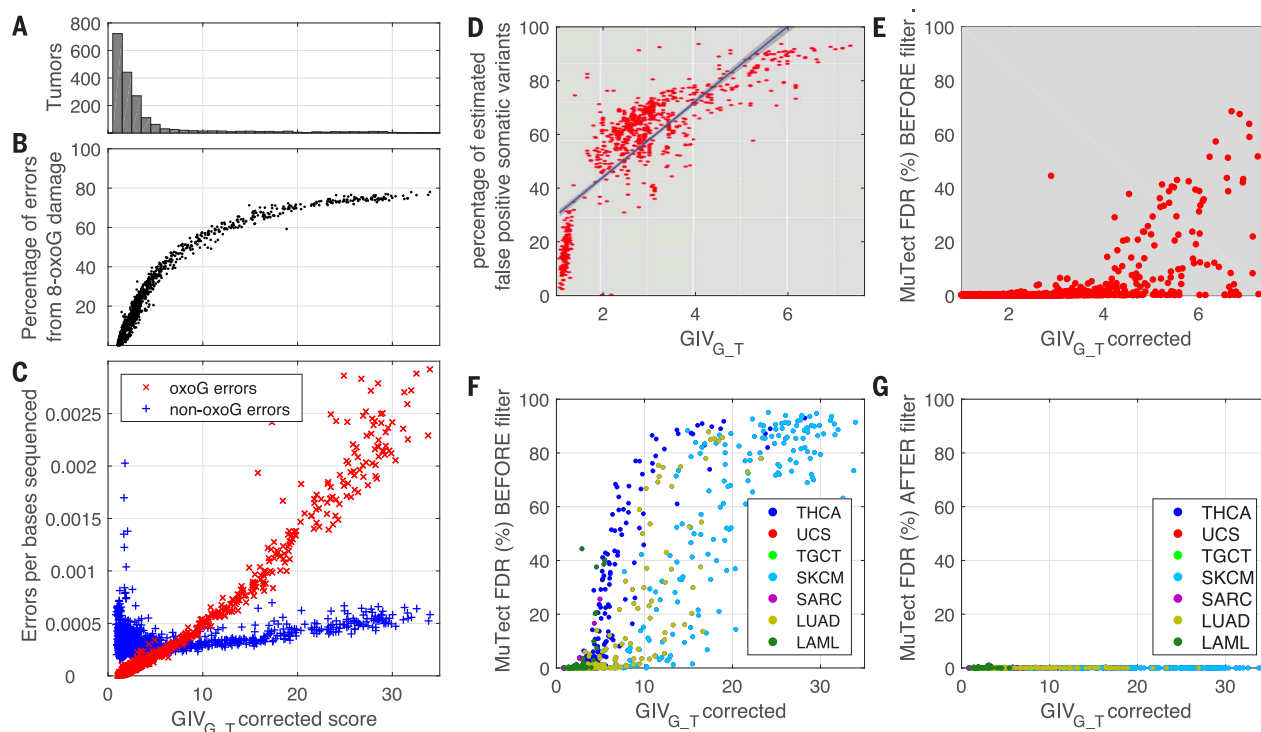 A
800
600
400
200
Tumors
B
100
80
60
40
20
Percentage of errors
from 8-oxoG damage
C
oxoG errors
non-oxoG errors
0.0025
0.002
0.0015
0.001
0.0005
0
Errors per bases sequenced
10
20
30
GIV_G_T corrected score
D
100
80
60
40
20
0
percentage of estimated
false positive somatic variants
2
4
6
GIV_G_T
E
100
80
60
40
20
0
MuTect FDR (%) BEFORE filter
2
4
6
GIV_G_T corrected
F
100
80
60
40
20
0
MuTect FDR (%) BEFORE filter
THCA
UCS
TGCT
SKCM
SARC
LUAD
LAML
0
10
20
30
GIV_G_T corrected
G
100
80
60
40
20
0
MuTect FDR (%) AFTER filter
THCA
UCS
TGCT
SKCM
SARC
LUAD
LAML
0
10
20
30
GIV_G_T corrected